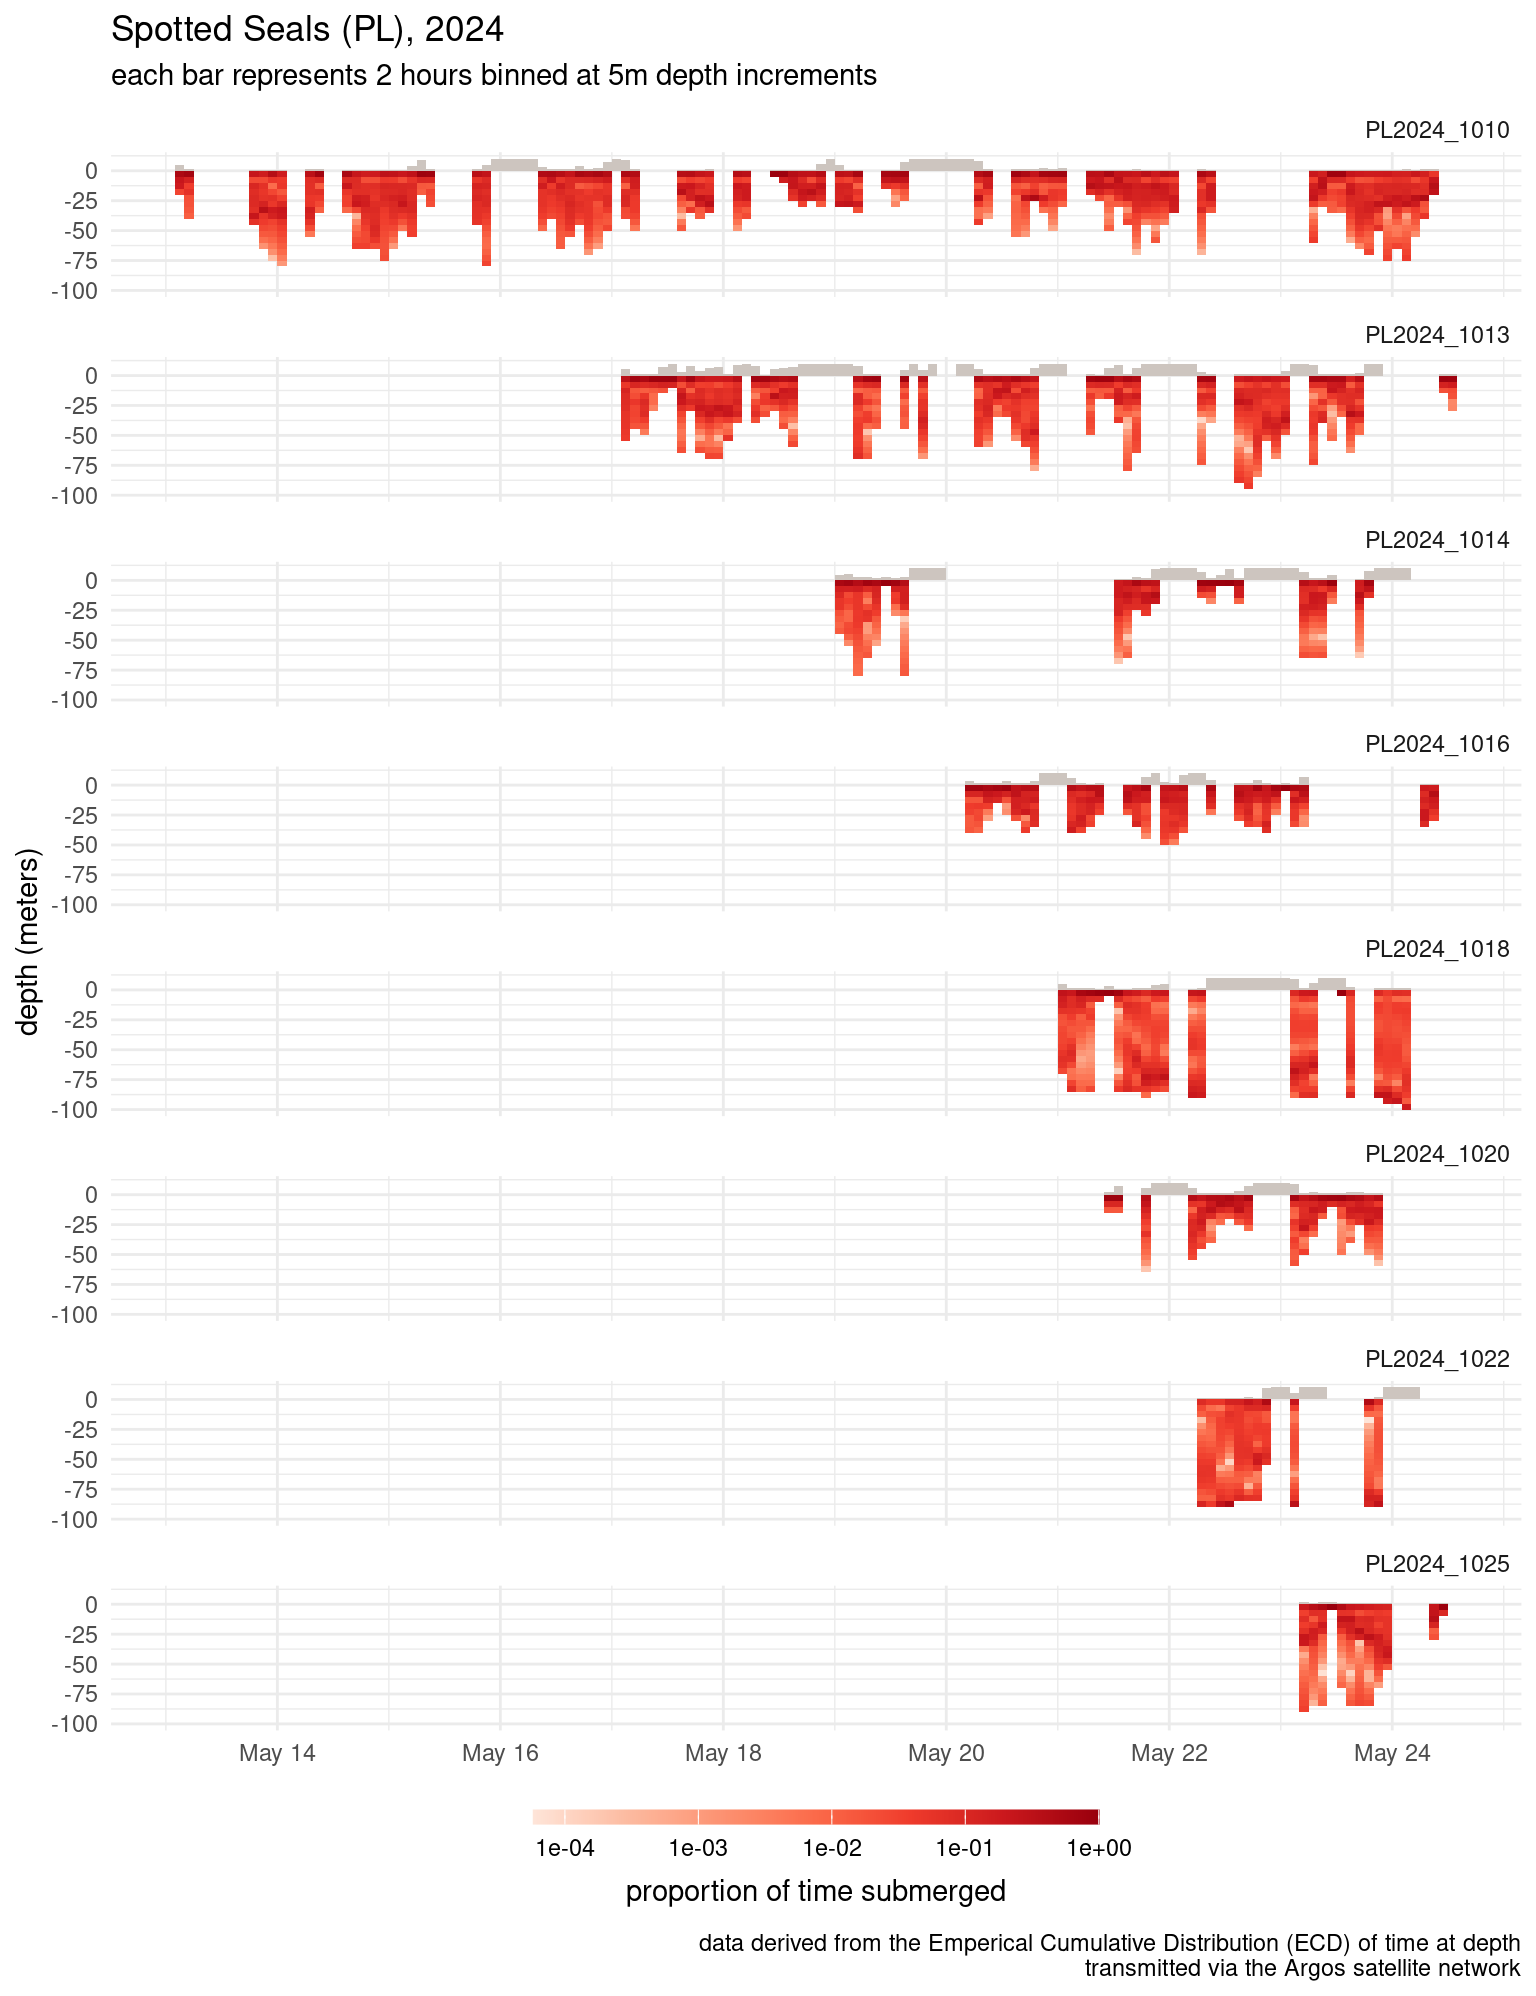 Spotted Seals (PL), 2024
each bar represents 2 hours binned at 5m depth increments
PL2024_1010
0
-25
-50
-75
-100
PL2024_1013
0
-25
-50
-75
-100
PL2024_1014
0
-25
-50
-75
-100
PL2024_1016
0
-25
-50
-75
-100
depth (meters)
PL2024_1018
0
-25
-50
-75
-100
PL2024_1020
0
-25
-50
-75
-100
PL2024_1022
0
-25
-50
-75
-100
PL2024_1025
0
-25
-50
-75
-100
May 14 May 16 May 18 May 20 May 22 May 24
1e-04 1e-03 1e-02 1e-01 1e+00
proportion of time submerged
data derived from the Emperical Cumulative Distribution (ECD) of time at depth
transmitted via the Argos satellite network